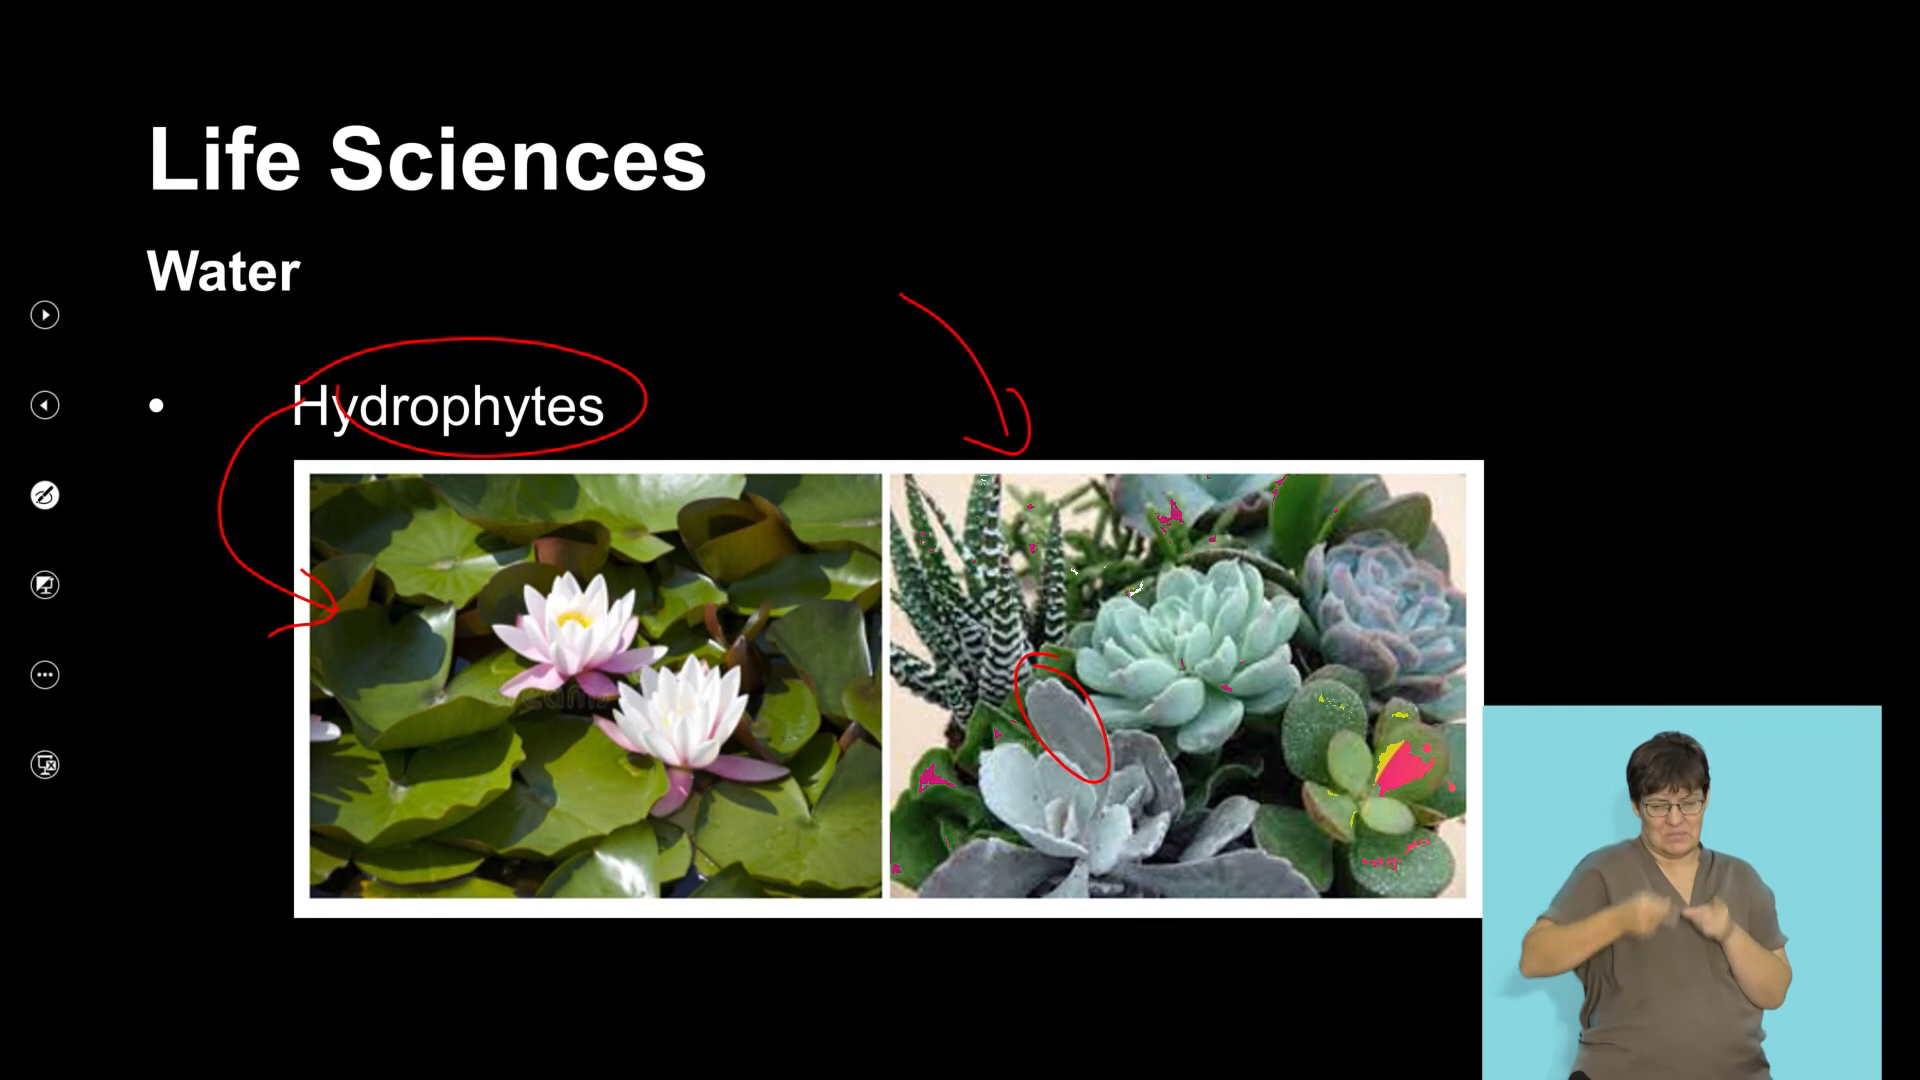 Life Sciences
Water
• Hydrophytes